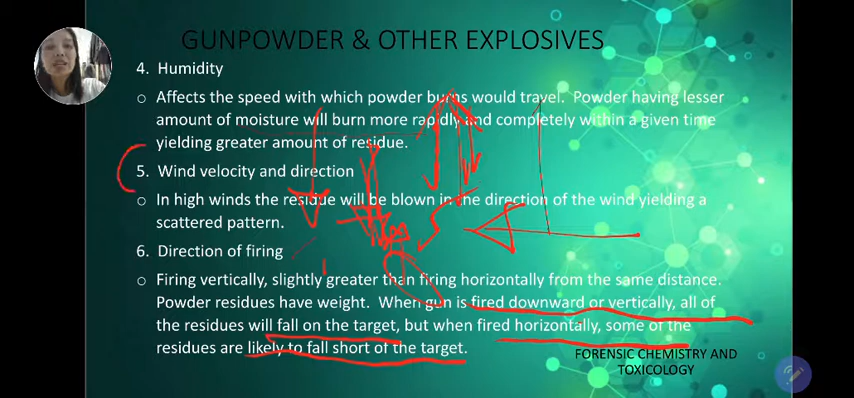 GUNPOWDER & OTHER EXPLOSIVES
4. Humidity
○ Affects the speed with which powder burns would travel. Powder having lesser
amount of moisture will burn more rapidly and completely within a given time
yielding greater amount of residue.
5. Wind velocity and direction
○ In high winds the residue will be blown in the direction of the wind yielding a
scattered pattern.
6. Direction of firing
○ Firing vertically, slightly greater than firing horizontally from the same distance.
Powder residues have weight. When gun is fired downward or vertically, all of
the residues will fall on the target, but when fired horizontally, some of the
residues are likely to fall short of the target.
FORENSIC CHEMISTRY AND
TOXICOLOGY